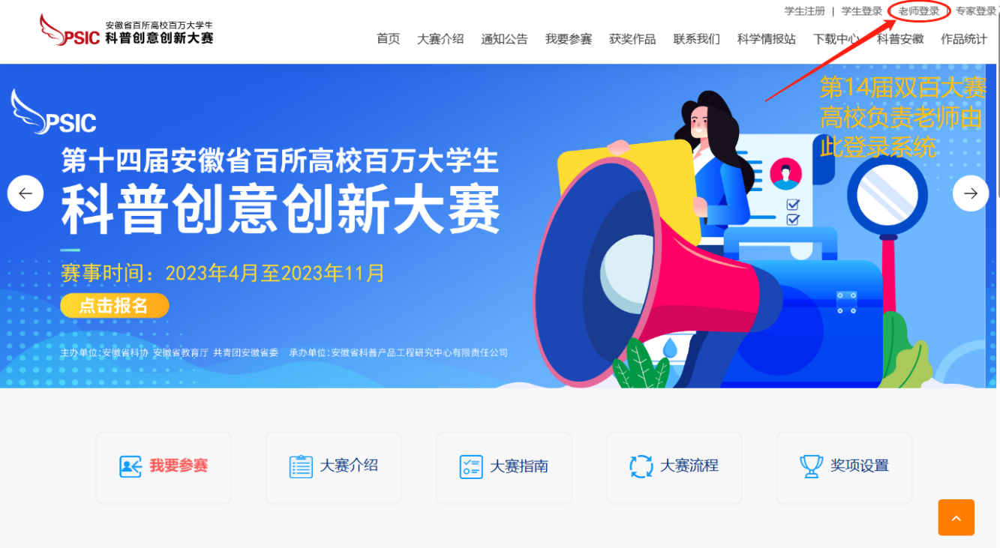 学生注册 | 学生登录 | 老师登录 | 专家登录
安徽省百所高校百万大学生
PSIC 科普创意创新大赛
首页 大赛介绍 通知公告 我要参赛 获奖作品 联系我们 科学情报站 下载中心 科普安徽 作品统计
第14届双百大赛
高校负责老师由
此登录系统
PSIC
第十四届安徽省百所高校百万大学生
科普创意创新大赛
赛事时间：2023年4月至2023年11月
点击报名
主办单位:安徽省科协 安徽省教育厅 共青团安徽省委 承办单位:安徽省科普产品工程研究中心有限责任公司
我要参赛 大赛介绍 大赛指南 大赛流程 奖项设置